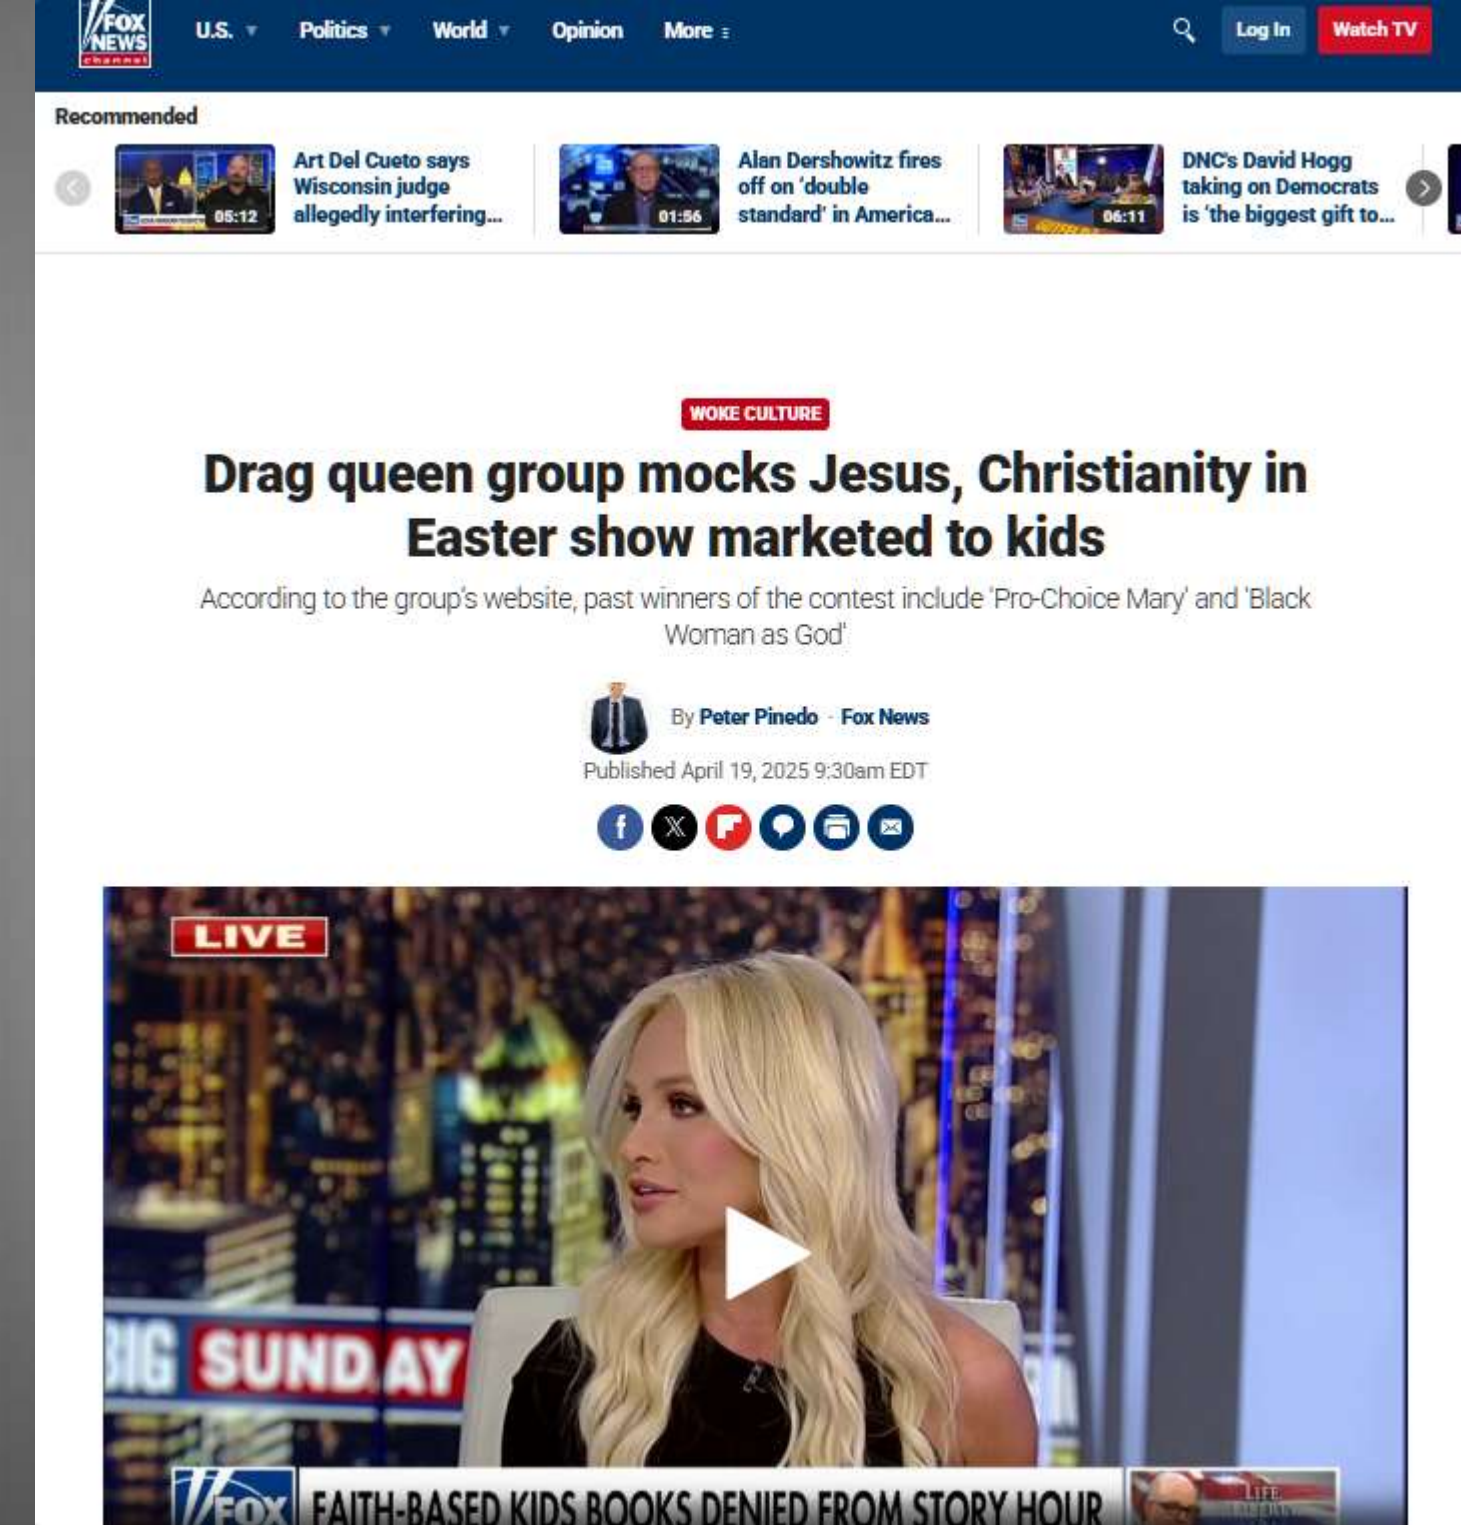 FOX
NEWS
channel
U.S. Politics World Opinion More Log In Watch TV
Recommended
Art Del Cueto says
Wisconsin judge
allegedly interfering...
05:12
Alan Dershowitz fires
off on 'double
standard' in America...
01:56
DNC's David Hogg
taking on Democrats
is 'the biggest gift to...
06:11
WOKE CULTURE
Drag queen group mocks Jesus, Christianity in
Easter show marketed to kids
According to the group's website, past winners of the contest include 'Pro-Choice Mary' and 'Black
Woman as God'
By Peter Pinedo - Fox News
Published April 19, 2025 9:30am EDT
LIVE
BIG SUNDAY
FOX
FAITH-BASED KIDS BOOKS DENIED FROM STORY HOUR
LIFE